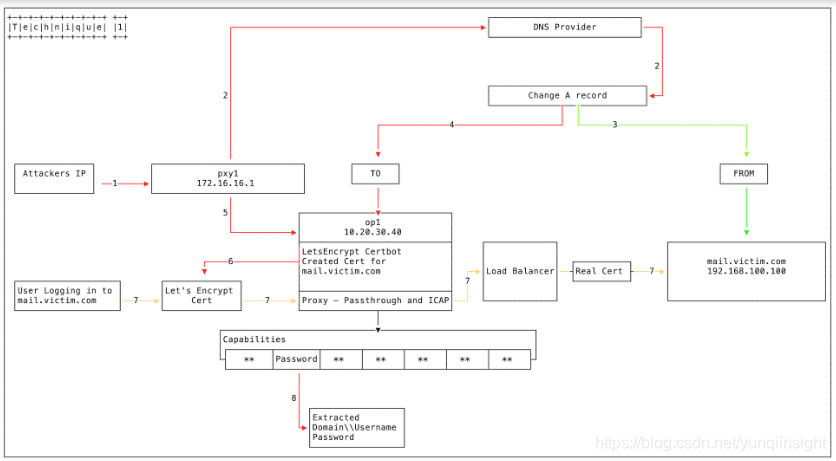 +-+-+-+-+-+-+-+-+-+ +-+
|T|e|c|h|n|i|q|u|e| |1|
+-+-+-+-+-+-+-+-+-+ +-+
DNS Provider
2
2
Change A record
4
3
Attackers IP
1
pxy1
172.16.16.1
TO
FROM
5
op1
10.20.30.40
LetsEncrypt Certbot
Created Cert for
mail.victim.com
6
Load Balancer
Real Cert
7
mail.victim.com
192.168.100.100
User Logging in to
mail.victim.com
7
Let's Encrypt
Cert
7
Proxy - Passthrough and ICAP
7
Capabilities
** Password ** ** ** ** **
8
Extracted
Domain\\Username
Password
https://blog.csdn.net/yunqiinsight